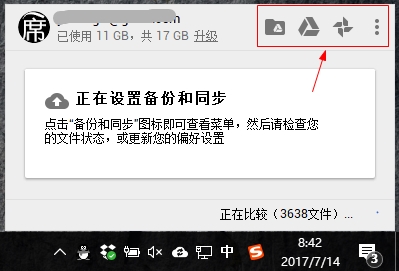 席
已使用 11 GB，共 17 GB 升级
正在设置备份和同步
点击“备份和同步”图标即可查看菜单，然后请检查您
的文件状态，或更新您的偏好设置
正在比较（3638文件）...
中
8:42
2017/7/14
3